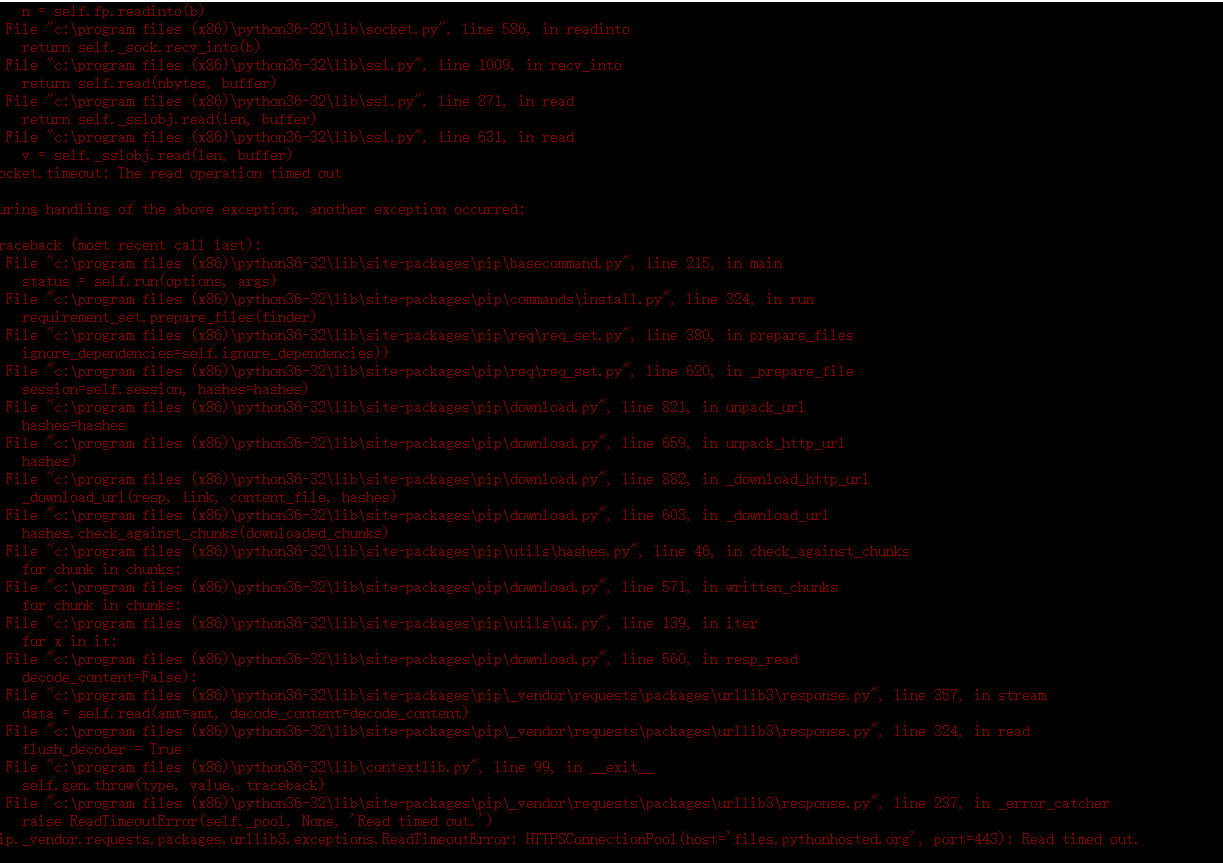 n = self.fp.readinto(b)
File "c:\program files (x86)\python36-32\lib\socket.py", line 586, in readinto
return self._sock.recv_into(b)
File "c:\program files (x86)\python36-32\lib\ssl.py", line 1009, in recv_into
return self.read(nbytes, buffer)
File "c:\program files (x86)\python36-32\lib\ssl.py", line 871, in read
return self._sslobj.read(len, buffer)
File "c:\program files (x86)\python36-32\lib\ssl.py", line 631, in read
v = self._sslobj.read(len, buffer)
ocket.timeout: The read operation timed out
uring handling of the above exception, another exception occurred:
raceback (most recent call last):
File "c:\program files (x86)\python36-32\lib\site-packages\pip\basecommand.py", line 215, in main
status = self.run(options, args)
File "c:\program files (x86)\python36-32\lib\site-packages\pip\commands\install.py", line 324, in run
requirement_set.prepare_files(finder)
File "c:\program files (x86)\python36-32\lib\site-packages\pip\req\req_set.py", line 380, in prepare_files
ignore_dependencies=self.ignore_dependencies))
File "c:\program files (x86)\python36-32\lib\site-packages\pip\req\req_set.py", line 620, in _prepare_file
session=self.session, hashes=hashes)
File "c:\program files (x86)\python36-32\lib\site-packages\pip\download.py", line 821, in unpack_url
hashes=hashes
File "c:\program files (x86)\python36-32\lib\site-packages\pip\download.py", line 659, in unpack_http_url
hashes)
File "c:\program files (x86)\python36-32\lib\site-packages\pip\download.py", line 882, in _download_http_url
_download_url(resp, link, content_file, hashes)
File "c:\program files (x86)\python36-32\lib\site-packages\pip\download.py", line 603, in _download_url
hashes.check_against_chunks(downloaded_chunks)
File "c:\program files (x86)\python36-32\lib\site-packages\pip\utils\hashes.py", line 46, in check_against_chunks
for chunk in chunks:
File "c:\program files (x86)\python36-32\lib\site-packages\pip\download.py", line 571, in written_chunks
for chunk in chunks:
File "c:\program files (x86)\python36-32\lib\site-packages\pip\utils\ui.py", line 139, in iter
for x in it:
File "c:\program files (x86)\python36-32\lib\site-packages\pip\download.py", line 560, in resp_read
decode_content=False):
File "c:\program files (x86)\python36-32\lib\site-packages\pip\_vendor\requests\packages\urllib3\response.py", line 357, in stream
data = self.read(amt=amt, decode_content=decode_content)
File "c:\program files (x86)\python36-32\lib\site-packages\pip\_vendor\requests\packages\urllib3\response.py", line 324, in read
flush_decoder = True
File "c:\program files (x86)\python36-32\lib\contextlib.py", line 99, in __exit__
self.gen.throw(type, value, traceback)
File "c:\program files (x86)\python36-32\lib\site-packages\pip\_vendor\requests\packages\urllib3\response.py", line 237, in _error_catcher
raise ReadTimeoutError(self._pool, None, 'Read timed out.')
ip._vendor.requests.packages.urllib3.exceptions.ReadTimeoutError: HTTPSConnectionPool(host='files.pythonhosted.org', port=443): Read timed out.